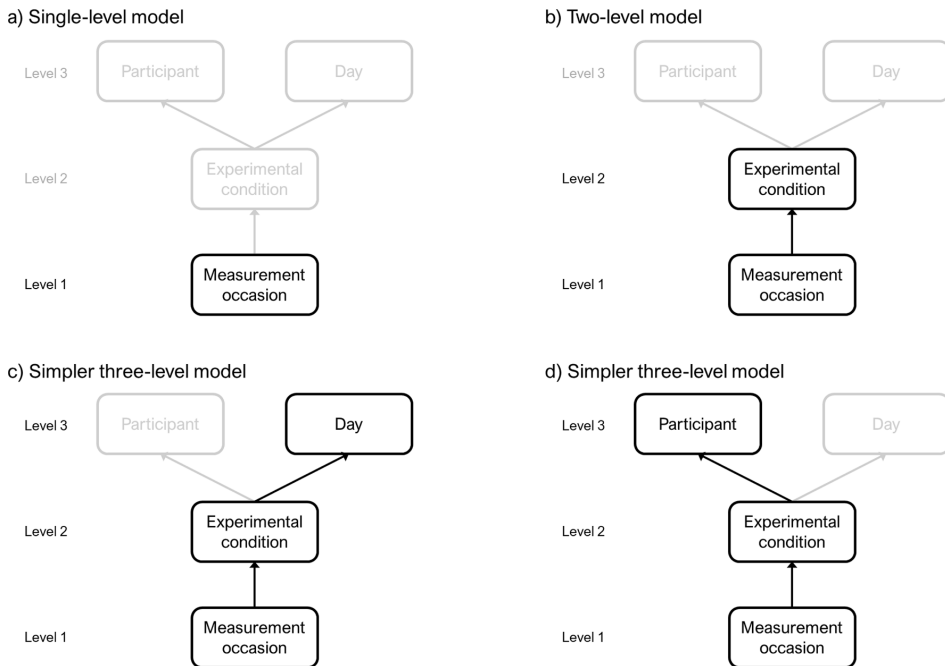 a) Single-level model
Level 3
Participant
Day
Level 2
Experimental
condition
Level 1
Measurement
occasion
b) Two-level model
Level 3
Participant
Day
Level 2
Experimental
condition
Level 1
Measurement
occasion
c) Simpler three-level model
Level 3
Participant
Day
Level 2
Experimental
condition
Level 1
Measurement
occasion
d) Simpler three-level model
Level 3
Participant
Day
Level 2
Experimental
condition
Level 1
Measurement
occasion